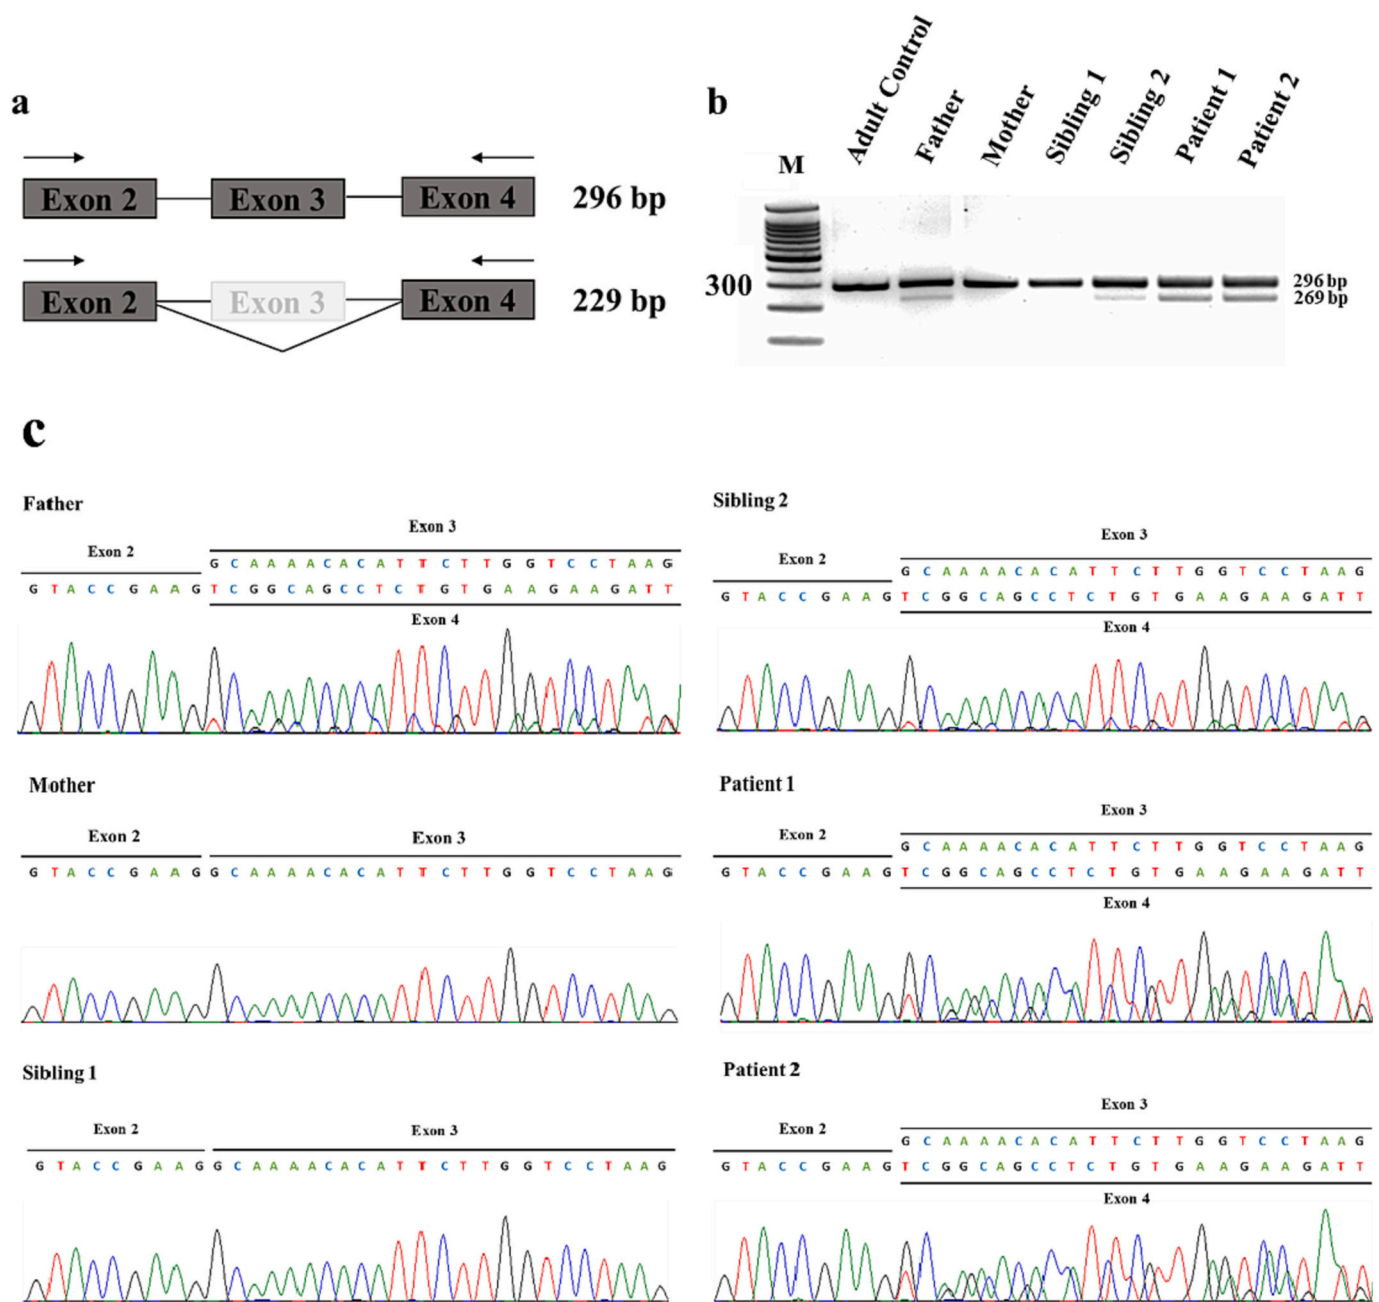 a
Exon 2 Exon 3 Exon 4 296 bp
Exon 2 Exon 3 Exon 4 229 bp
b
M Adult Control Father Mother Sibling 1 Sibling 2 Patient 1 Patient 2
300
296 bp
269 bp
c
Father
Exon 3
Exon 2
G C A A A A C A C A T T C T T G G T C C T A A G
G T A C C G A A G T C G G C A G C C T C T G T G A A G A A G A T T
Exon 4
Mother
Exon 2 Exon 3
G T A C C G A A G G C A A A A C A C A T T C T T G G T C C T A A G
Sibling 1
Exon 2 Exon 3
G T A C C G A A G G C A A A A C A C A T T C T T G G T C C T A A G
Sibling 2
Exon 3
Exon 2
G C A A A A C A C A T T C T T G G T C C T A A G
G T A C C G A A G T C G G C A G C C T C T G T G A A G A A G A T T
Exon 4
Patient 1
Exon 3
Exon 2
G C A A A A C A C A T T C T T G G T C C T A A G
G T A C C G A A G T C G G C A G C C T C T G T G A A G A A G A T T
Exon 4
Patient 2
Exon 3
Exon 2
G C A A A A C A C A T T C T T G G T C C T A A G
G T A C C G A A G T C G G C A G C C T C T G T G A A G A A G A T T
Exon 4